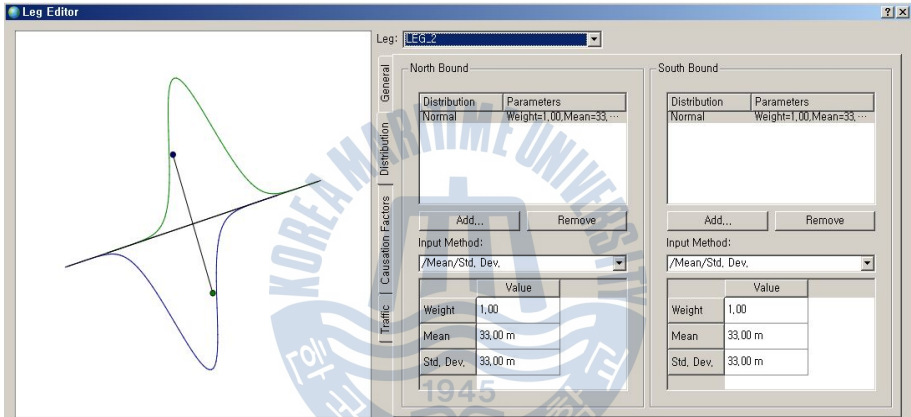 Leg Editor
Leg: LEG_2
General
Distribution
Causation Factors
Traffic
North Bound
Distribution Parameters
Normal Weight=1,00,Mean=33, ...
Add,,, Remove
Input Method:
/Mean/Std, Dev,
Value
Weight 1,00
Mean 33,00 m
Std, Dev, 33,00 m
South Bound
Distribution Parameters
Normal Weight=1,00,Mean=33, ...
Add,,, Remove
Input Method:
/Mean/Std, Dev,
Value
Weight 1,00
Mean 33,00 m
Std, Dev, 33,00 m
KOREA MARITIME UNIVERSITY
1945